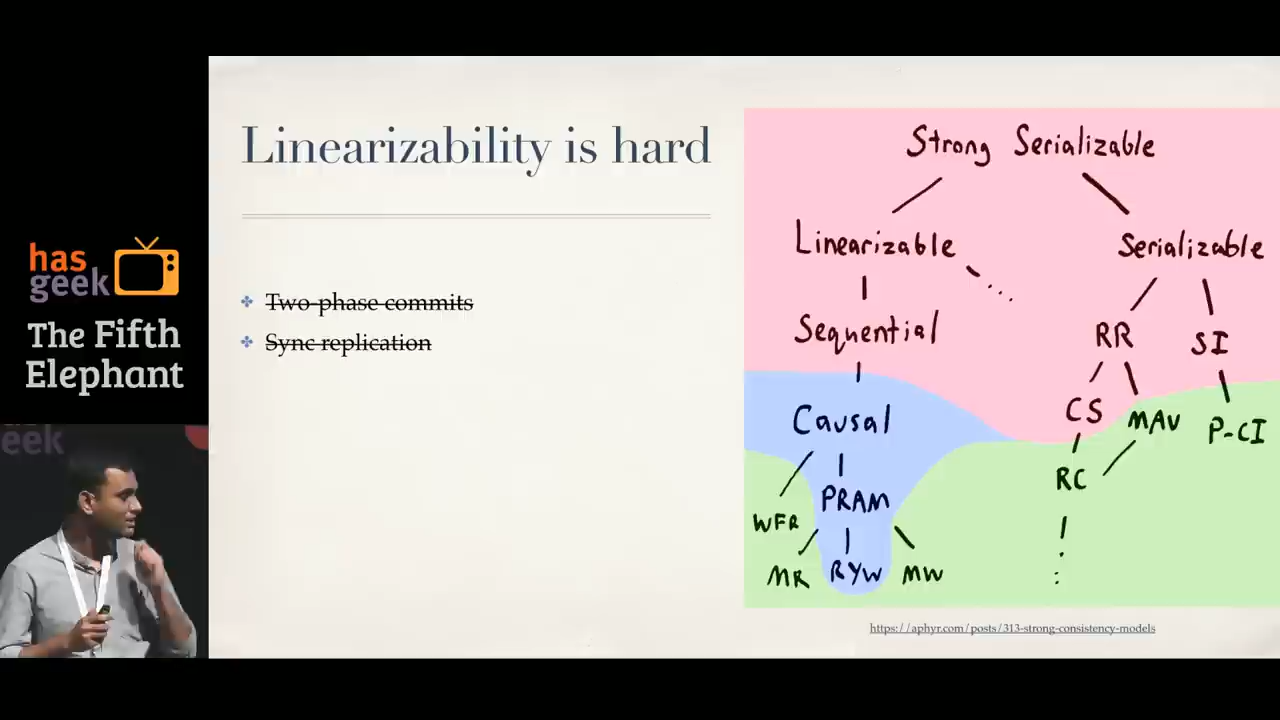 has
geek
The Fifth
Elephant
geek
Linearizability is hard
Two-phase commits
Sync replication
Strong Serializable
Linearizable
Serializable
Sequential
RR
SI
Causal
CS
MAV
P-CI
PRAM
RC
WFR
MR
RYW
MW
https://aphyr.com/posts/313-strong-consistency-models